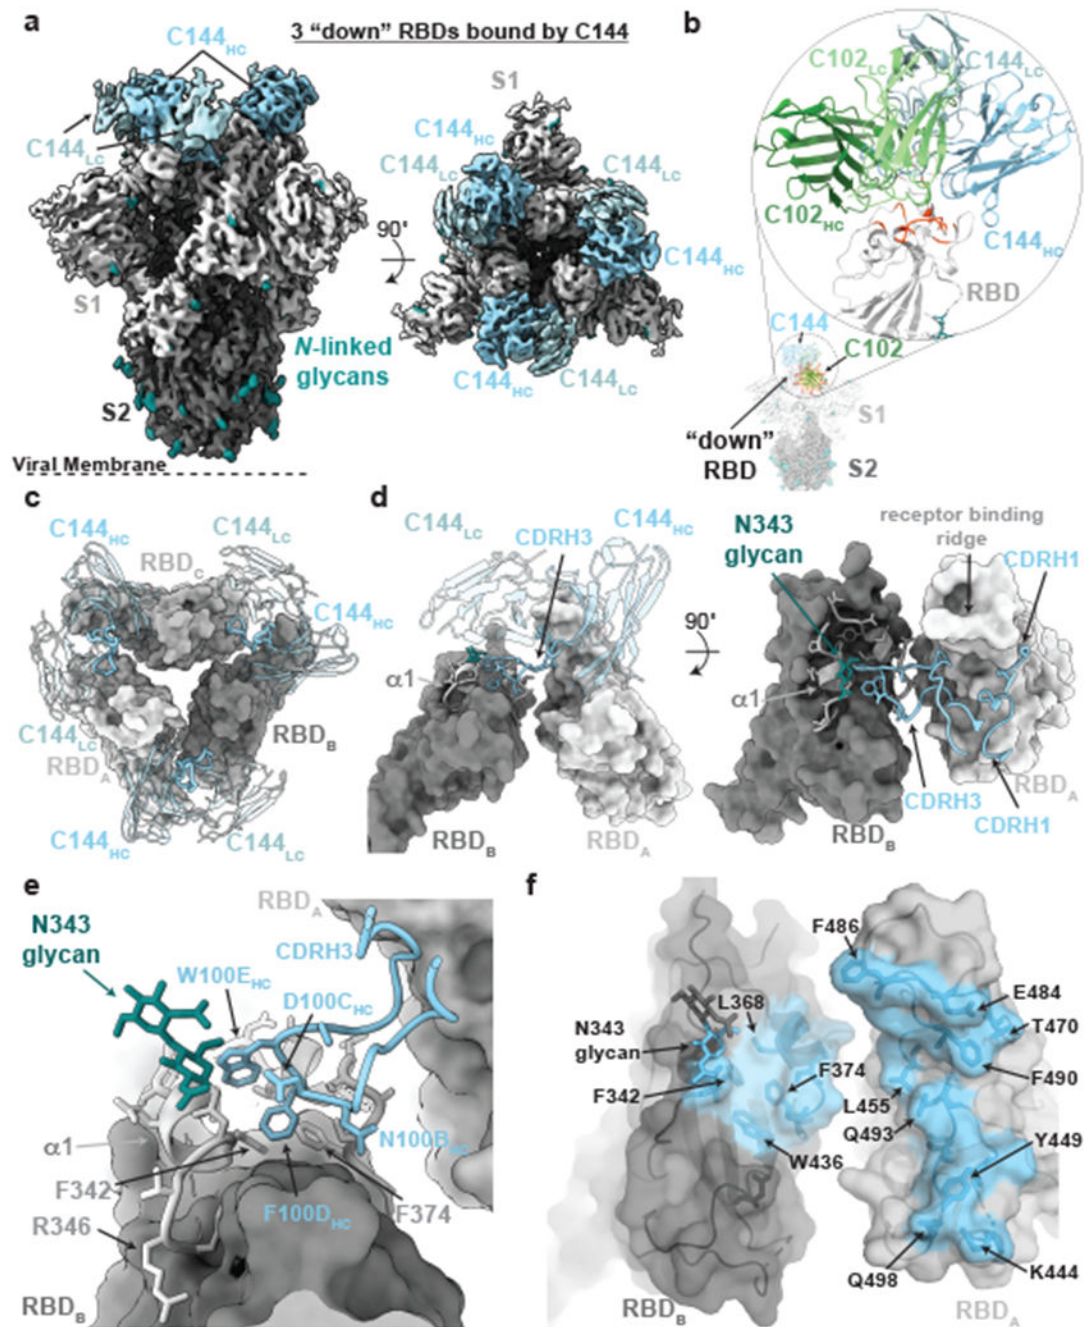 a
3 “down” RBDs bound by C144
C144HC
C144LC
S1
S2
N-linked
glycans
Viral Membrane
90°
S1
C144HC
C144LC
C144LC
C144HC
C144HC
C144LC
b
C102LC
C144LC
C102HC
C144HC
RBD
C144
C102
S1
“down”
RBD
S2
c
C144HC
C144LC
RBDC
C144HC
C144LC
RBDA
RBDB
C144HC
C144LC
d
C144LC
C144HC
CDRH3
α1
RBDB
RBDA
90°
N343
glycan
receptor binding
ridge
CDRH1
α1
RBDA
CDRH3
CDRH1
RBDB
e
RBDA
N343
glycan
CDRH3
W100EHC
D100CHC
N100BHC
α1
F342
F100DHC
F374
R346
RBDB
f
F486
L368
E484
T470
N343
glycan
F374
F490
F342
L455
Q493
Y449
W436
Q498
K444
RBDB
RBDA